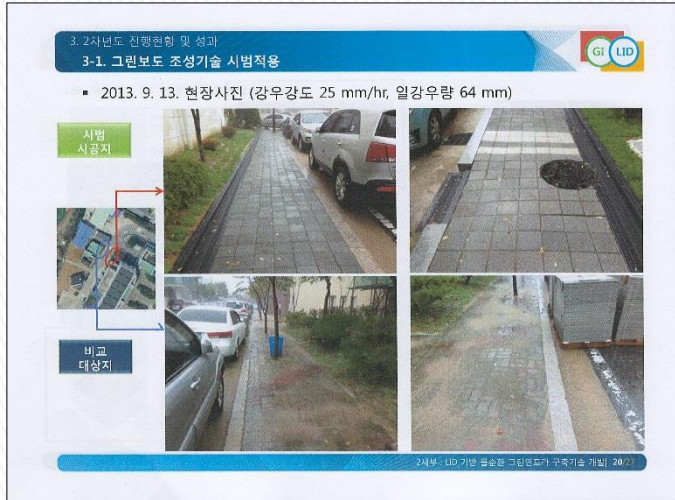 3. 2차년도 진행현황 및 성과
3-1. 그린보도 조성기술 시범적용
GI LID
▪ 2013. 9. 13. 현장사진 (강우강도 25 mm/hr, 일강우량 64 mm)
시범
시공지
비교
대상지
2세부 : LID 기반 물순환 그린인프라 구축기술 개발| 20/27